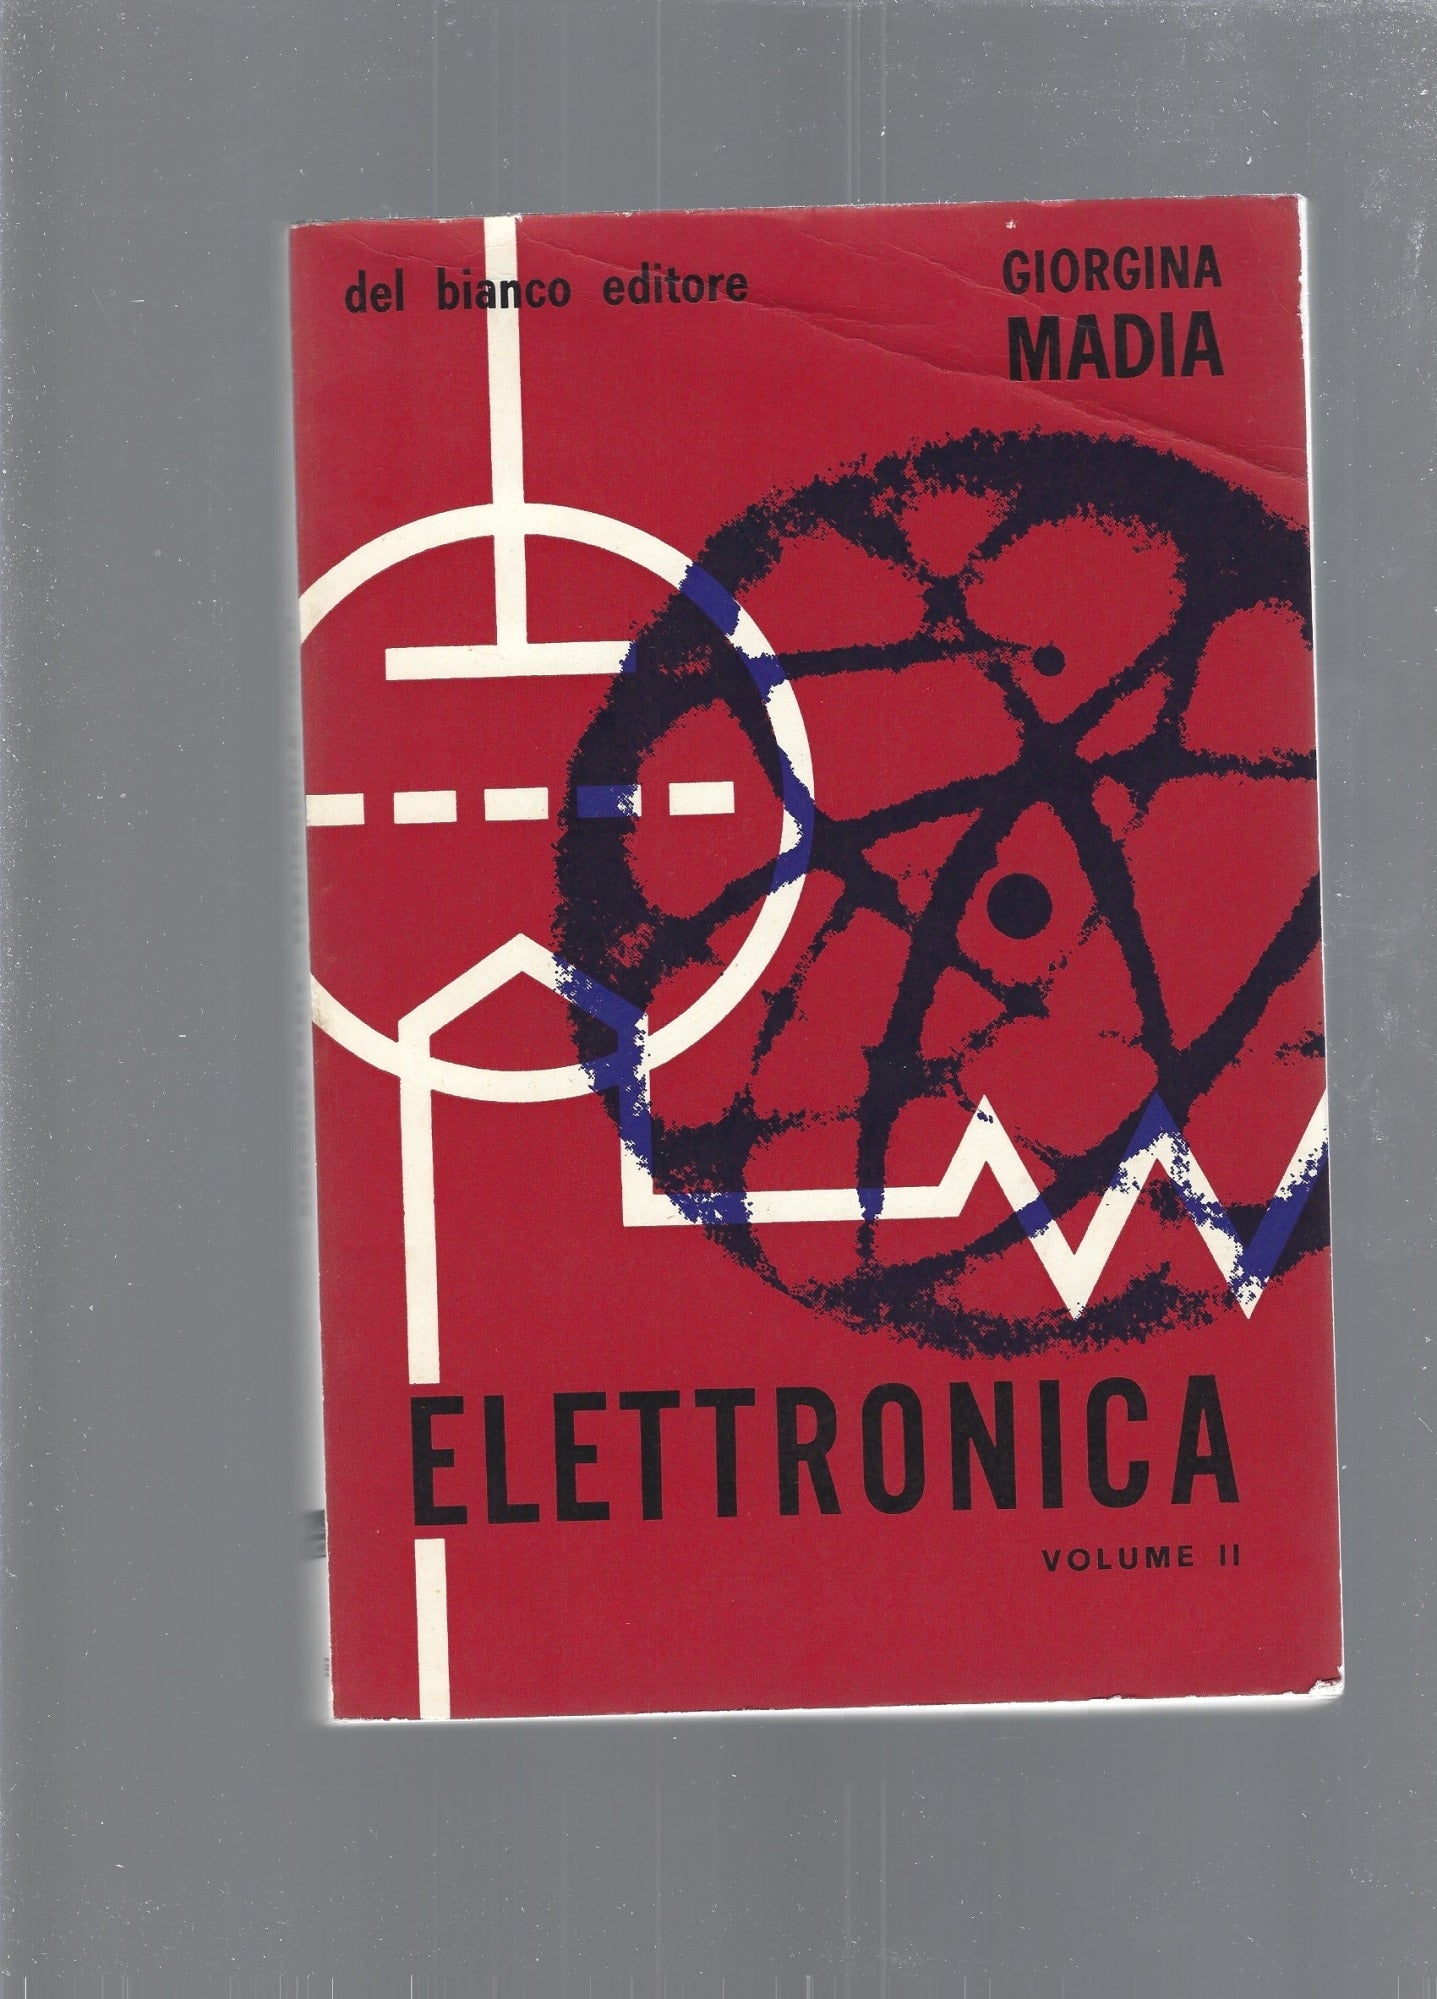 del bianco editore
GIORGINA
MADIA
ELETTRONICA
VOLUME II